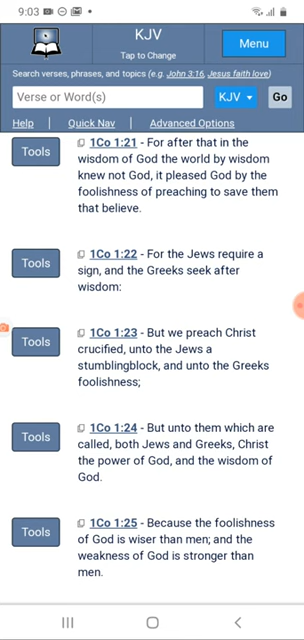 9:03
KJV
Tap to Change
Menu
Search verses, phrases, and topics (e.g. John 3:16, Jesus faith love)
Verse or Word(s)
KJV
Go
Help
Quick Nav
Advanced Options
Tools
1Co 1:21 - For after that in the
wisdom of God the world by wisdom
knew not God, it pleased God by the
foolishness of preaching to save them
that believe.
Tools
1Co 1:22 - For the Jews require a
sign, and the Greeks seek after
wisdom:
Tools
1Co 1:23 - But we preach Christ
crucified, unto the Jews a
stumblingblock, and unto the Greeks
foolishness;
Tools
1Co 1:24 - But unto them which are
called, both Jews and Greeks, Christ
the power of God, and the wisdom of
God.
Tools
1Co 1:25 - Because the foolishness
of God is wiser than men; and the
weakness of God is stronger than
men.